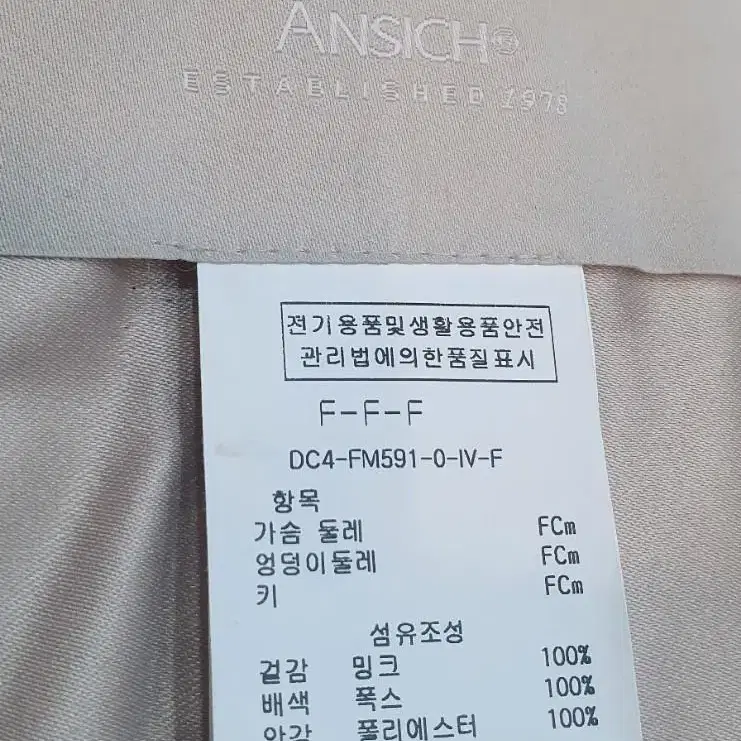 ANSICH
ESTABLISHED 1978
전기용품및생활용품안전
관리법에의한품질표시
F-F-F
DC4-FM591-0-IV-F
항목
가슴 둘레 FCm
엉덩이둘레 FCm
키 FCm
섬유조성
겉감 밍크 100%
배색 폭스 100%
안감 폴리에스터 100%